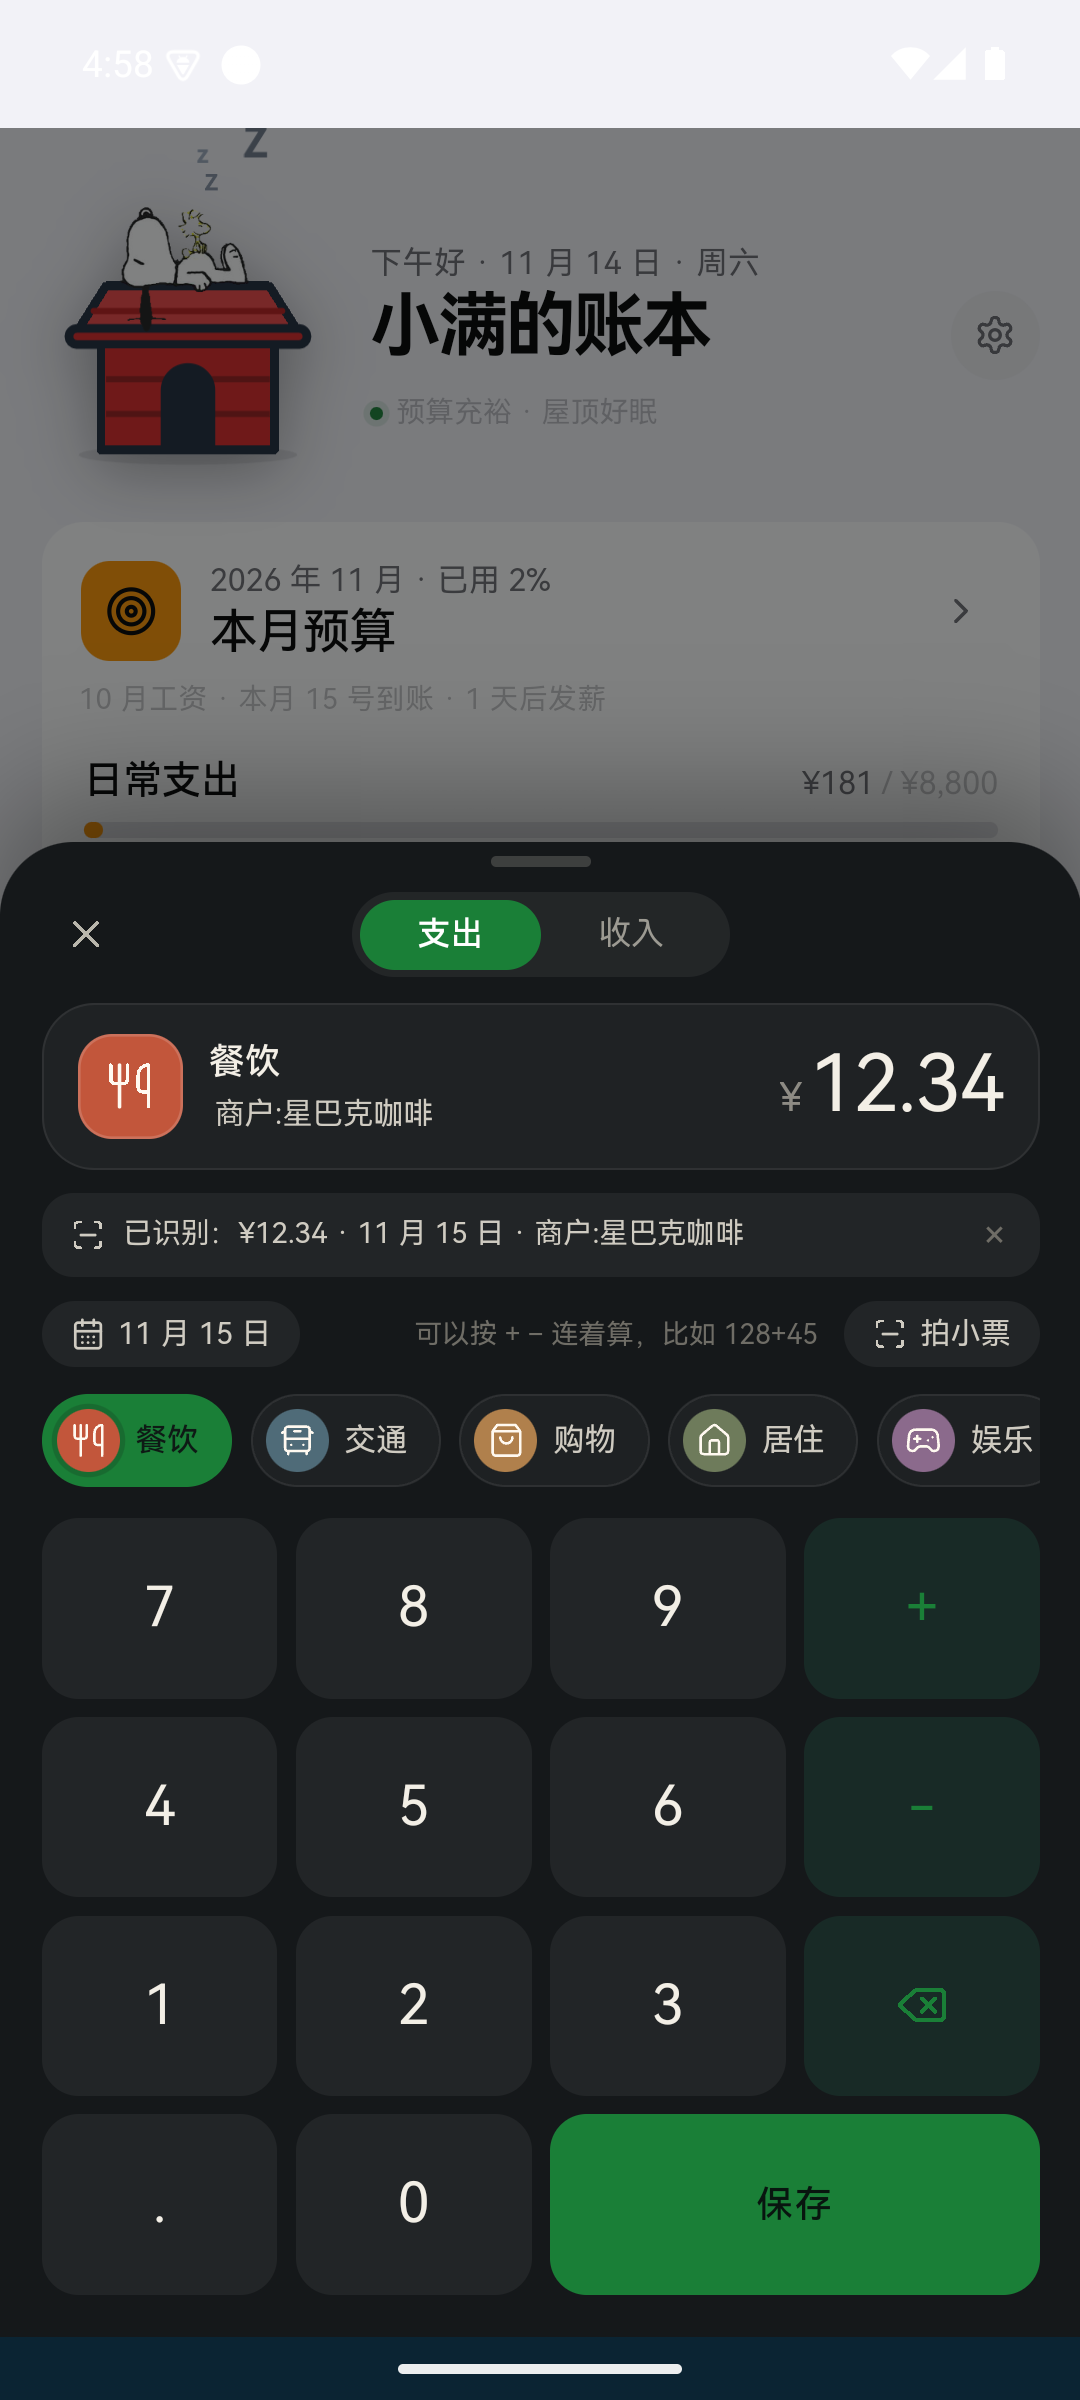 4:58
z Z
z
下午好 · 11 月 14 日 · 周六
小满的账本
预算充裕 · 屋顶好眠
2026 年 11 月 · 已用 2%
本月预算
10 月工资 · 本月 15 号到账 · 1 天后发薪
日常支出 ¥181 / ¥8,800
支出 收入
餐饮
商户:星巴克咖啡
¥ 12.34
已识别：¥12.34 · 11 月 15 日 · 商户:星巴克咖啡 ×
11 月 15 日 可以按 + − 连着算，比如 128+45 拍小票
餐饮 交通 购物 居住 娱乐
7 8 9 +
4 5 6 −
1 2 3
. 0 保存